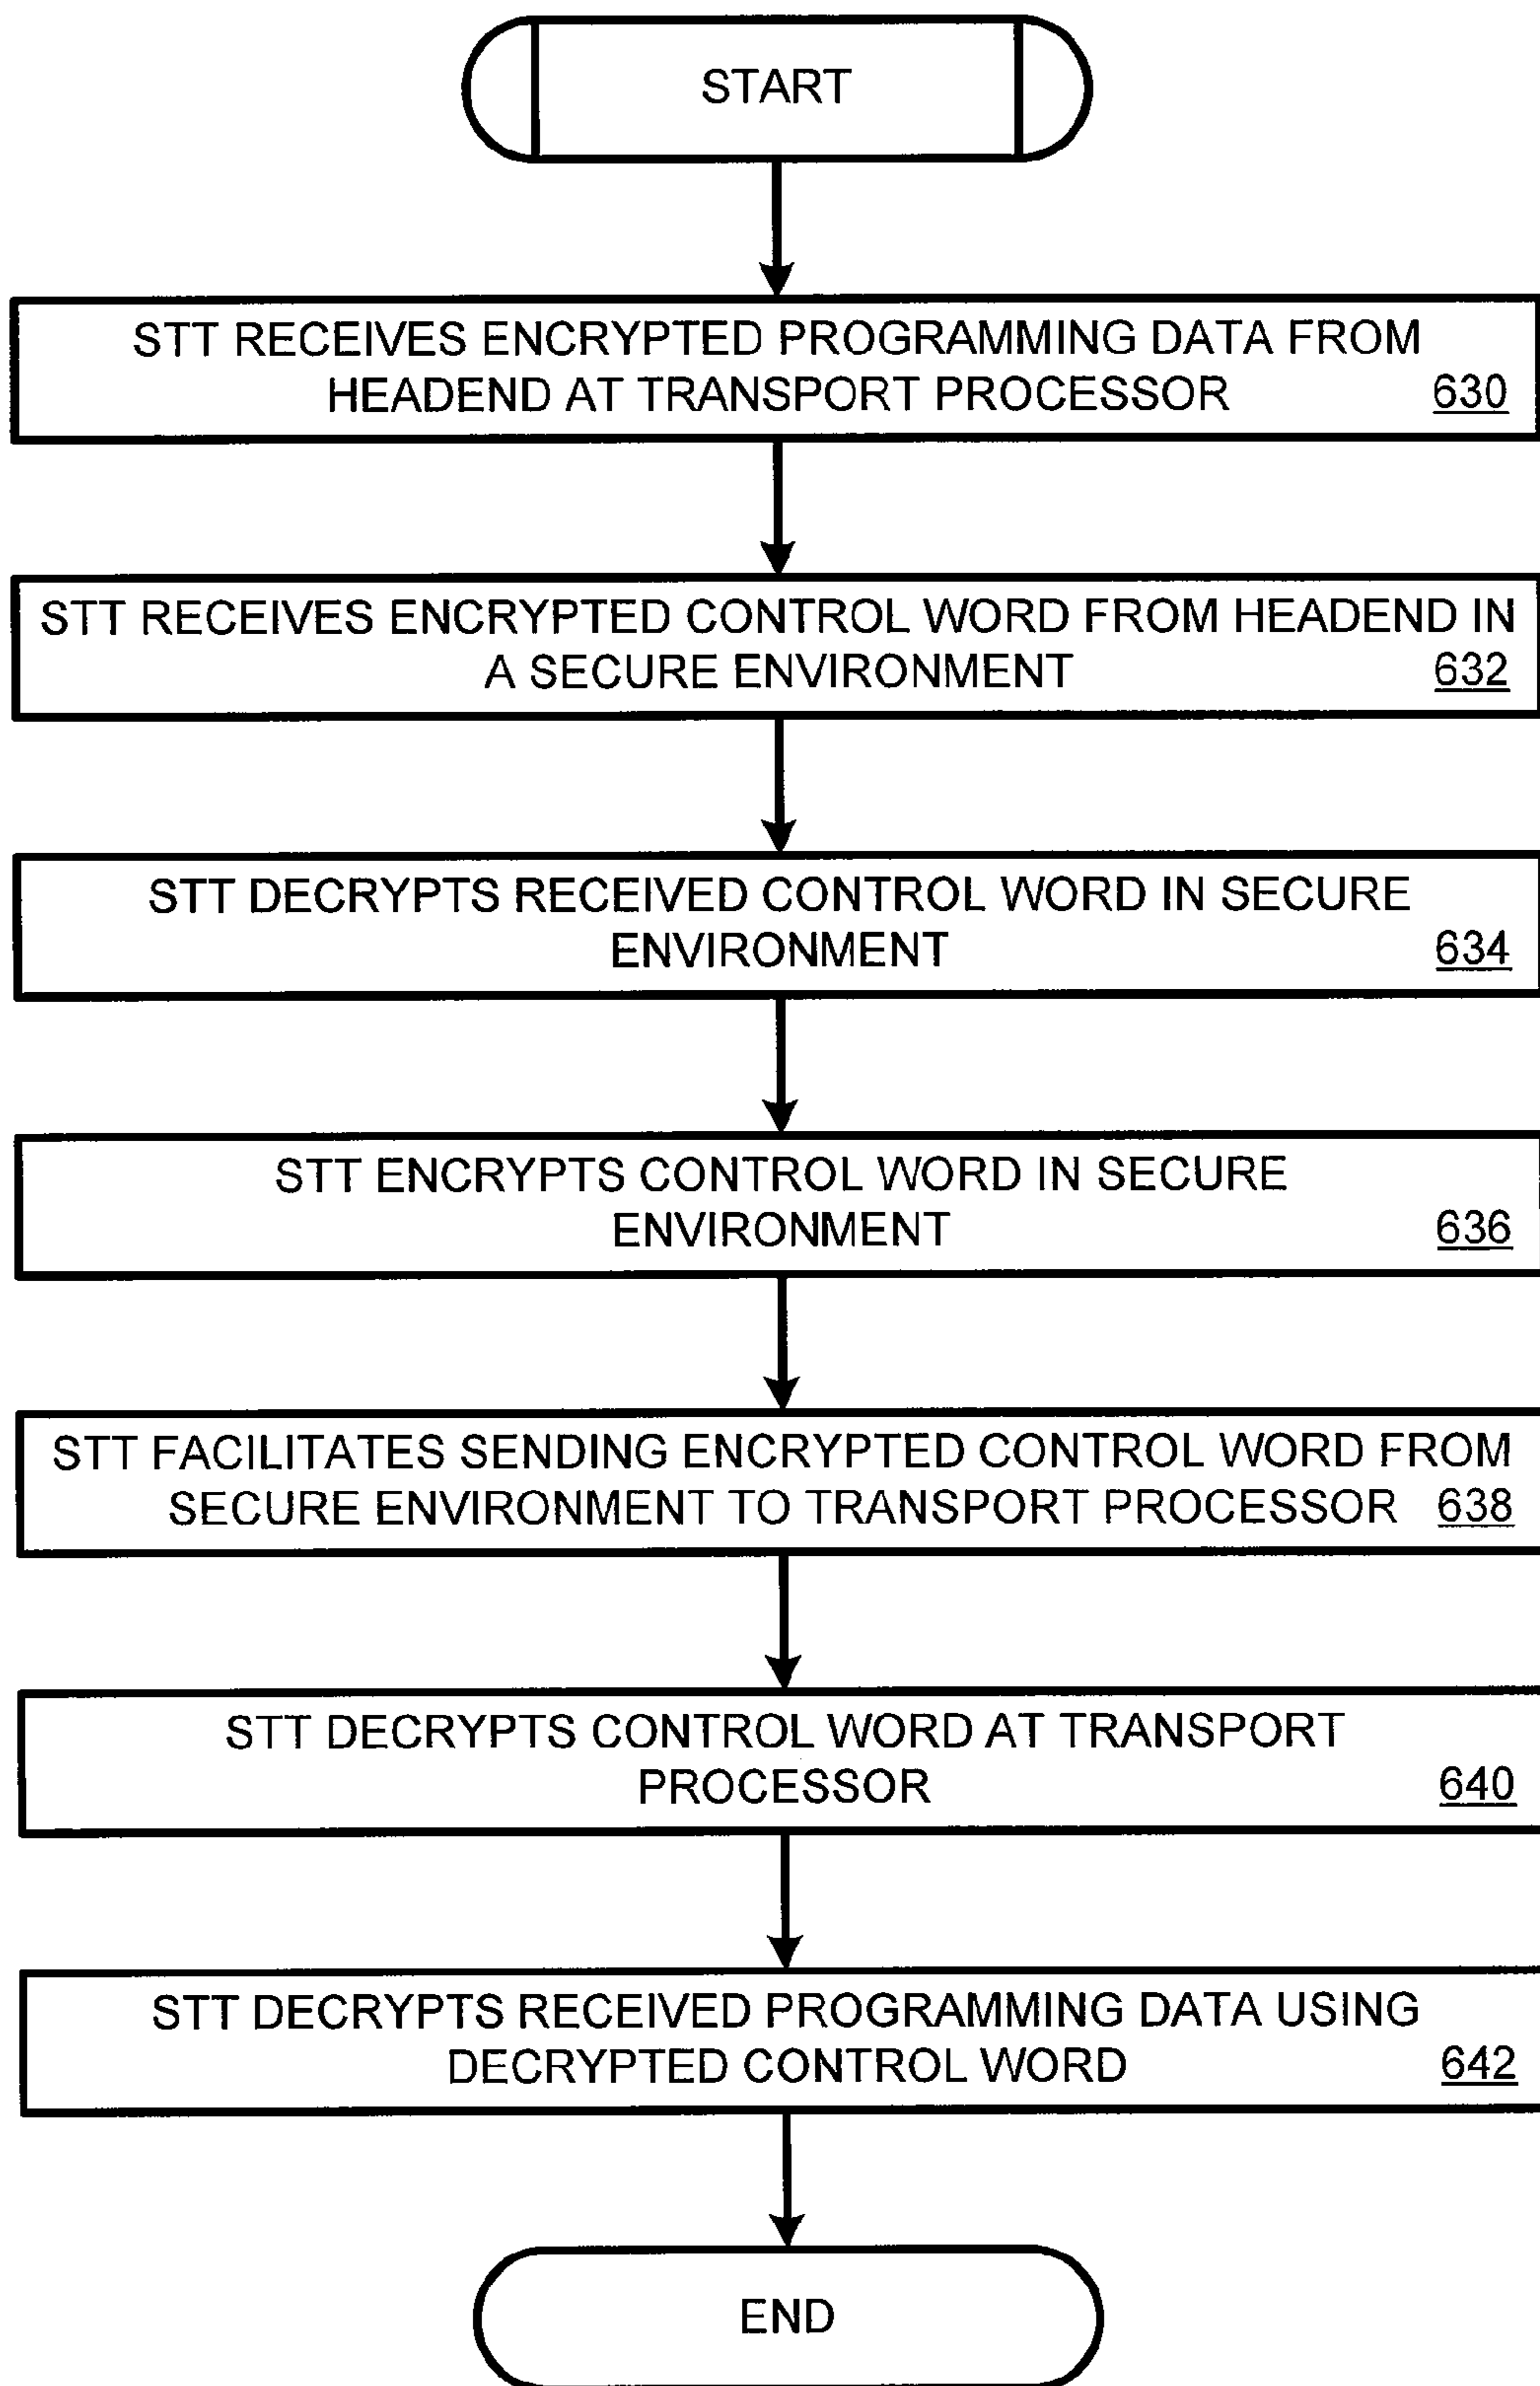 START
STT RECEIVES ENCRYPTED PROGRAMMING DATA FROM
HEADEND AT TRANSPORT PROCESSOR 630
STT RECEIVES ENCRYPTED CONTROL WORD FROM HEADEND IN
A SECURE ENVIRONMENT 632
STT DECRYPTS RECEIVED CONTROL WORD IN SECURE
ENVIRONMENT 634
STT ENCRYPTS CONTROL WORD IN SECURE
ENVIRONMENT 636
STT FACILITATES SENDING ENCRYPTED CONTROL WORD FROM
SECURE ENVIRONMENT TO TRANSPORT PROCESSOR 638
STT DECRYPTS CONTROL WORD AT TRANSPORT
PROCESSOR 640
STT DECRYPTS RECEIVED PROGRAMMING DATA USING
DECRYPTED CONTROL WORD 642
END